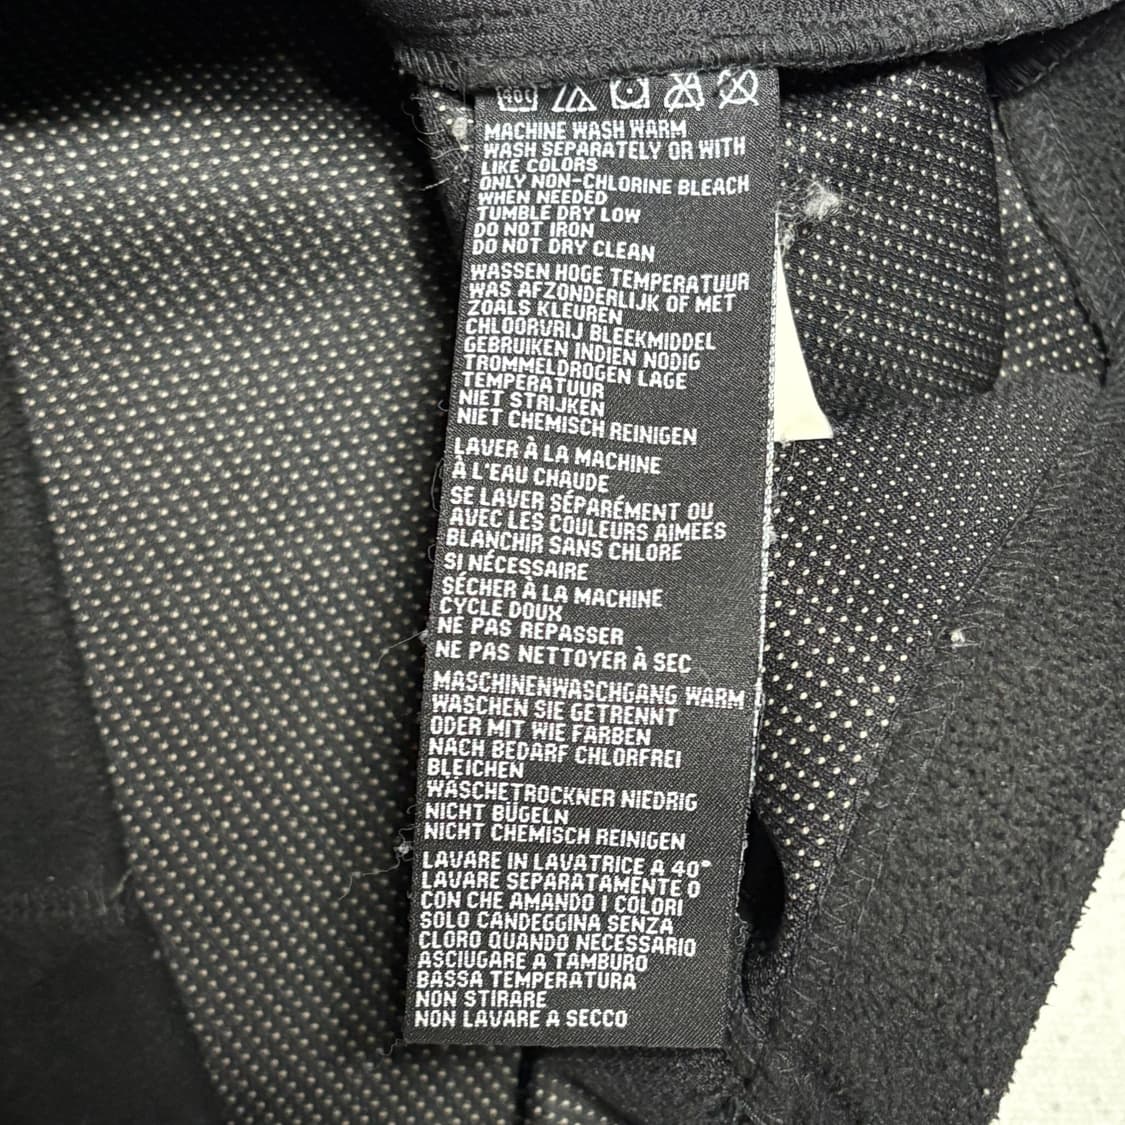 40C
MACHINE WASH WARM
WASH SEPARATELY OR WITH
LIKE COLORS
ONLY NON-CHLORINE BLEACH
WHEN NEEDED
TUMBLE DRY LOW
DO NOT IRON
DO NOT DRY CLEAN
WASSEN HOGE TEMPERATUUR
WAS AFZONDERLIJK OF MET
ZOALS KLEUREN
CHLOORVRIJ BLEEKMIDDEL
GEBRUIKEN INDIEN NODIG
TROMMELDROGEN LAGE
TEMPERATUUR
NIET STRIJKEN
NIET CHEMISCH REINIGEN
LAVER À LA MACHINE
À L'EAU CHAUDE
SE LAVER SÉPARÉMENT OU
AVEC LES COULEURS AIMEES
BLANCHIR SANS CHLORE
SI NÉCESSAIRE
SÉCHER À LA MACHINE
CYCLE DOUX
NE PAS REPASSER
NE PAS NETTOYER À SEC
MASCHINENWASCHGANG WARM
WASCHEN SIE GETRENNT
ODER MIT WIE FARBEN
NACH BEDARF CHLORFREI
BLEICHEN
WÄSCHETROCKNER NIEDRIG
NICHT BÜGELN
NICHT CHEMISCH REINIGEN
LAVARE IN LAVATRICE A 40°
LAVARE SEPARATAMENTE O
CON CHE AMANDO I COLORI
SOLO CANDEGGINA SENZA
CLORO QUANDO NECESSARIO
ASCIUGARE A TAMBURO
BASSA TEMPERATURA
NON STIRARE
NON LAVARE A SECCO